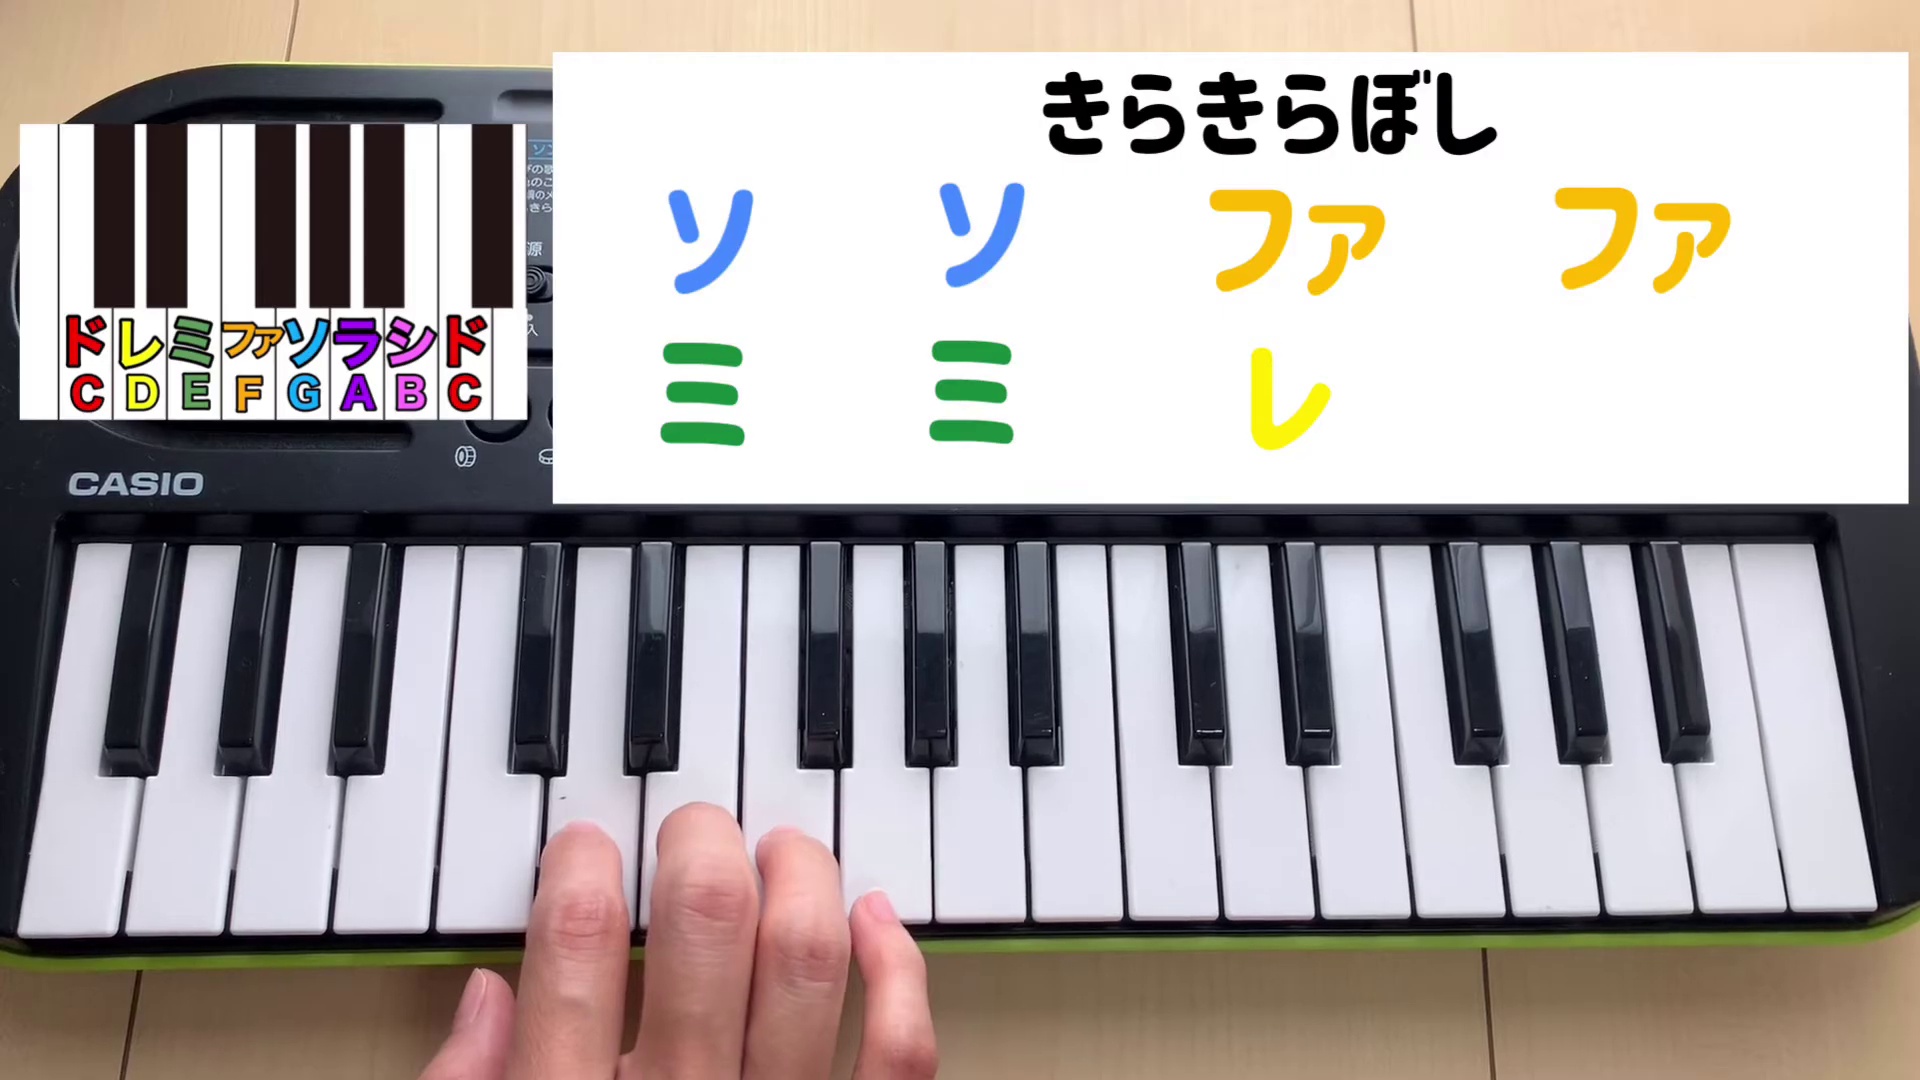 きらきらぼし
ソ ソ ファ ファ
ミ ミ レ
ド レ ミ ファ ソ ラ シ ド
C D E F G A B C
CASIO